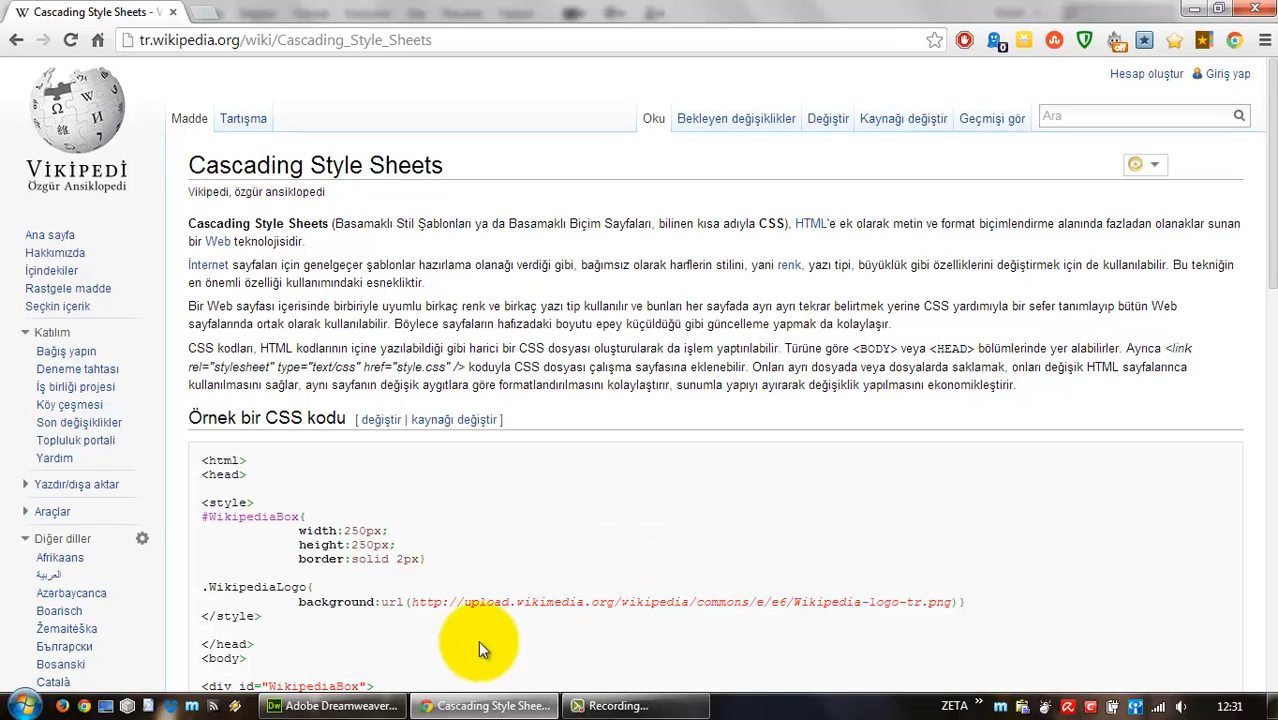 Cascading Style Sheets - V
tr.wikipedia.org/wiki/Cascading_Style_Sheets
Hesap oluştur Giriş yap
Madde Tartışma Oku Bekleyen değişiklikler Değiştir Kaynağı değiştir Geçmişi gör Ara
VİKİPEDİ
Özgür Ansiklopedi
Cascading Style Sheets
Vikipedi, özgür ansiklopedi
Cascading Style Sheets (Basamaklı Stil Şablonları ya da Basamaklı Biçim Sayfaları, bilinen kısa adıyla CSS), HTML'e ek olarak metin ve format biçimlendirme alanında fazladan olanaklar sunan
bir Web teknolojisidir.
İnternet sayfaları için genelgeçer şablonlar hazırlama olanağı verdiği gibi, bağımsız olarak harflerin stilini, yani renk, yazı tipi, büyüklük gibi özelliklerini değiştirmek için de kullanılabilir. Bu tekniğin
en önemli özelliği kullanımındaki esnekliktir.
Bir Web sayfası içerisinde birbiriyle uyumlu birkaç renk ve birkaç yazı tip kullanılır ve bunları her sayfada ayrı ayrı tekrar belirtmek yerine CSS yardımıyla bir sefer tanımlayıp bütün Web
sayfalarında ortak olarak kullanılabilir. Böylece sayfaların hafızadaki boyutu epey küçüldüğü gibi güncelleme yapmak da kolaylaşır.
CSS kodları, HTML kodlarının içine yazılabildiği gibi harici bir CSS dosyası oluşturularak da işlem yaptırılabilir. Türüne göre <BODY> veya <HEAD> bölümlerinde yer alabilirler. Ayrıca <link
rel="stylesheet" type="text/css" href="style.css" /> koduyla CSS dosyası çalışma sayfasına eklenebilir. Onları ayrı dosyada veya dosyalarda saklamak, onları değişik HTML sayfalarınca
kullanılmasını sağlar, aynı sayfanın değişik aygıtlara göre formatlandırılmasını kolaylaştırır, sunumla yapıyı ayırarak değişiklik yapılmasını ekonomikleştirir.
Örnek bir CSS kodu [ değiştir | kaynağı değiştir ]
<html>
<head>
<style>
#WikipediaBox{
width:250px;
height:250px;
border:solid 2px}
.WikipediaLogo{
background:url(http://upload.wikimedia.org/wikipedia/commons/e/e6/Wikipedia-logo-tr.png)}
</style>
</head>
<body>
<div id="WikipediaBox">
Ana sayfa
Hakkımızda
İçindekiler
Rastgele madde
Seçkin içerik
Katılım
Bağış yapın
Deneme tahtası
İş birliği projesi
Köy çeşmesi
Son değişiklikler
Topluluk portali
Yardım
Yazdır/dışa aktar
Araçlar
Diğer diller
Afrikaans
العربية
Azərbaycanca
Boarisch
Žemaitėška
Български
Bosanski
Català
Adobe Dreamweaver... Cascading Style Shee... Recording... ZETA » 12:31